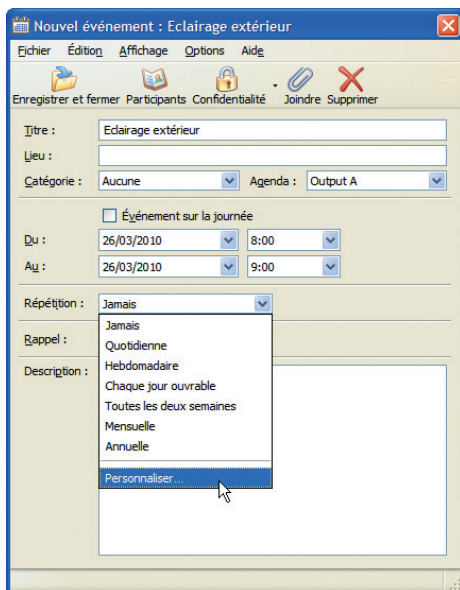 Nouvel événement : Eclairage extérieur
Fichier Édition Affichage Options Aide
Enregistrer et fermer Participants Confidentialité Joindre Supprimer
Titre : Eclairage extérieur
Lieu :
Catégorie : Aucune Agenda : Output A
Événement sur la journée
Du : 26/03/2010 8:00
Au : 26/03/2010 9:00
Répétition : Jamais
Jamais
Rappel :
Quotidienne
Hebdomadaire
Description :
Chaque jour ouvrable
Toutes les deux semaines
Mensuelle
Annuelle
Personnaliser...